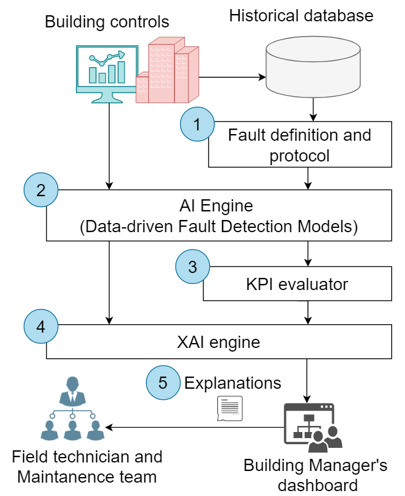 Building controls
Historical database
1
Fault definition and
protocol
2
AI Engine
(Data-driven Fault Detection Models)
3
KPI evaluator
4
XAI engine
5
Explanations
Field technician and
Maintanence team
Building Manager's
dashboard